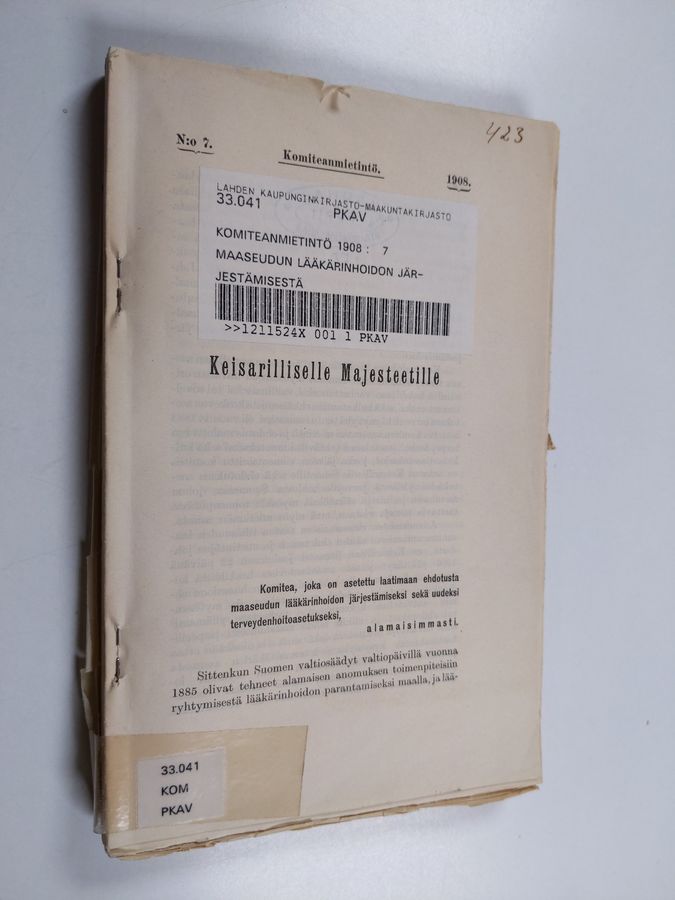 423
N:o 7.
Komiteanmietintö.
1908.
LAHDEN KAUPUNGINKIRJASTO-MAAKUNTAKIRJASTO
33.041 PKAV
KOMITEANMIETINTÖ 1908 : 7
MAASEUDUN LÄÄKÄRINHOIDON JÄR-
JESTÄMISESTÄ
>>1211524X 001 1 PKAV
Keisarilliselle Majesteetille
Komitea, joka on asetettu laatimaan ehdotusta
maaseudun lääkärinhoidon järjestämiseksi sekä uudeksi
terveydenhoitoasetukseksi,
alamaisimmasti.
Sittenkun Suomen valtiosäädyt valtiopäivillä vuonna
1885 olivat tehneet alamaisen anomuksen toimenpiteisiin
ryhtymisestä lääkärinhoidon parantamiseksi maalla, ja lää-
33.041
KOM
PKAV